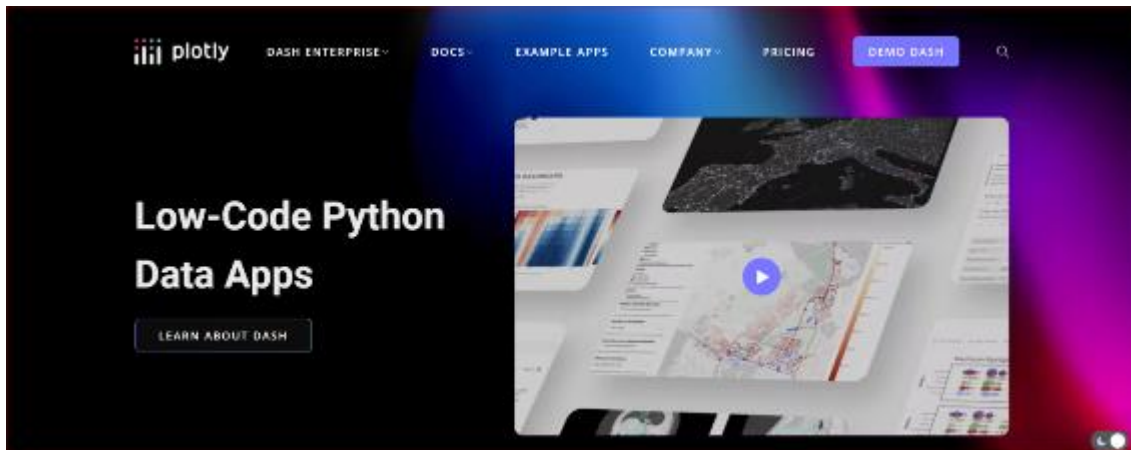 plotly
DASH ENTERPRISE
DOCS
EXAMPLE APPS
COMPANY
PRICING
DEMO DASH
Low-Code Python
Data Apps
LEARN ABOUT DASH